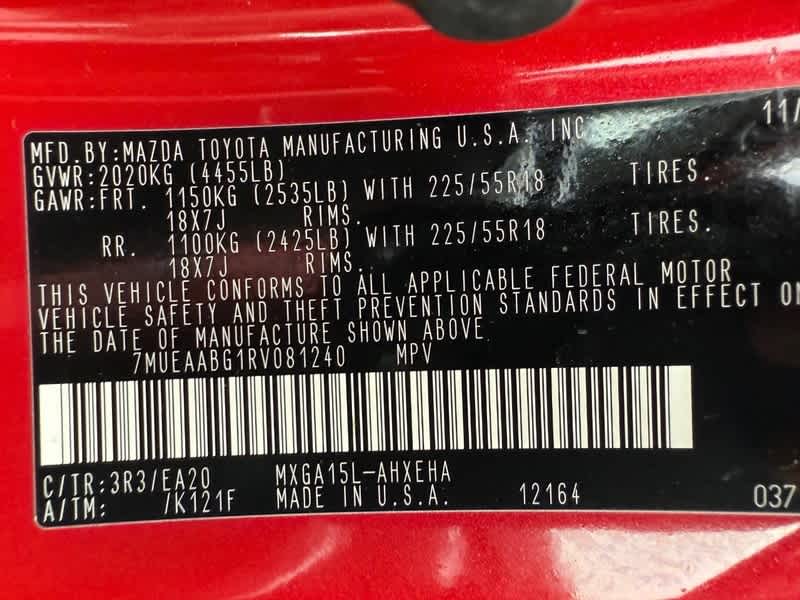 11/
MFD.BY:MAZDA TOYOTA MANUFACTURING U.S.A. INC
GVWR:2020KG (4455LB)
GAWR:FRT. 1150KG (2535LB) WITH 225/55R18 TIRES.
18X7J RIMS.
RR. 1100KG (2425LB) WITH 225/55R18 TIRES.
18X7J RIMS.
THIS VEHICLE CONFORMS TO ALL APPLICABLE FEDERAL MOTOR
VEHICLE SAFETY AND THEFT PREVENTION STANDARDS IN EFFECT ON
THE DATE OF MANUFACTURE SHOWN ABOVE.
7MUEAABG1RV081240 MPV
C/TR:3R3/EA20 MXGA15L-AHXEHA
A/TM: /K121F MADE IN U.S.A. 12164 037